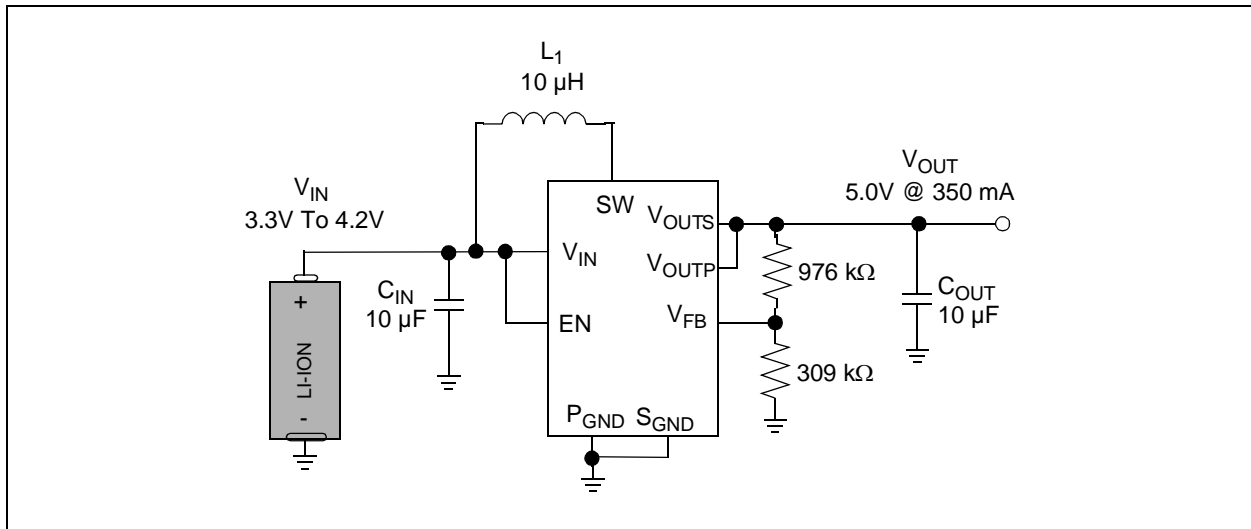 L1
10 µH
VIN
3.3V To 4.2V
VOUT
5.0V @ 350 mA
SW
VOUTS
VIN
VOUTP
976 kΩ
CIN
10 µF
COUT
10 µF
EN
VFB
309 kΩ
+
LI-ION
-
PGND SGND